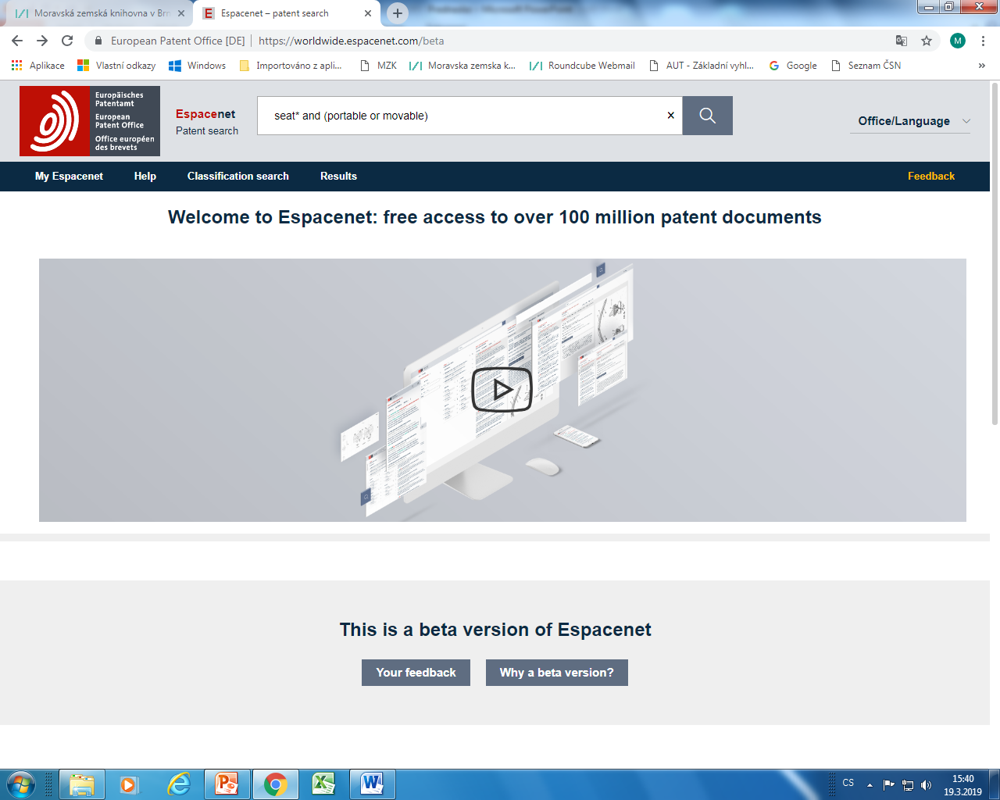 Moravská zemská knihovna v Brn
Espacenet – patent search
European Patent Office [DE]
https://worldwide.espacenet.com/beta
M
Aplikace
Vlastní odkazy
Windows
Importováno z apli...
MZK
Moravska zemska k...
Roundcube Webmail
AUT - Základní vyhl...
Google
Seznam ČSN
»
Europäisches
Patentamt
European
Patent Office
Office européen
des brevets
Espacenet
Patent search
seat* and (portable or movable)
Office/Language
My Espacenet
Help
Classification search
Results
Feedback
Welcome to Espacenet: free access to over 100 million patent documents
This is a beta version of Espacenet
Your feedback
Why a beta version?
CS
15:40
19.3.2019